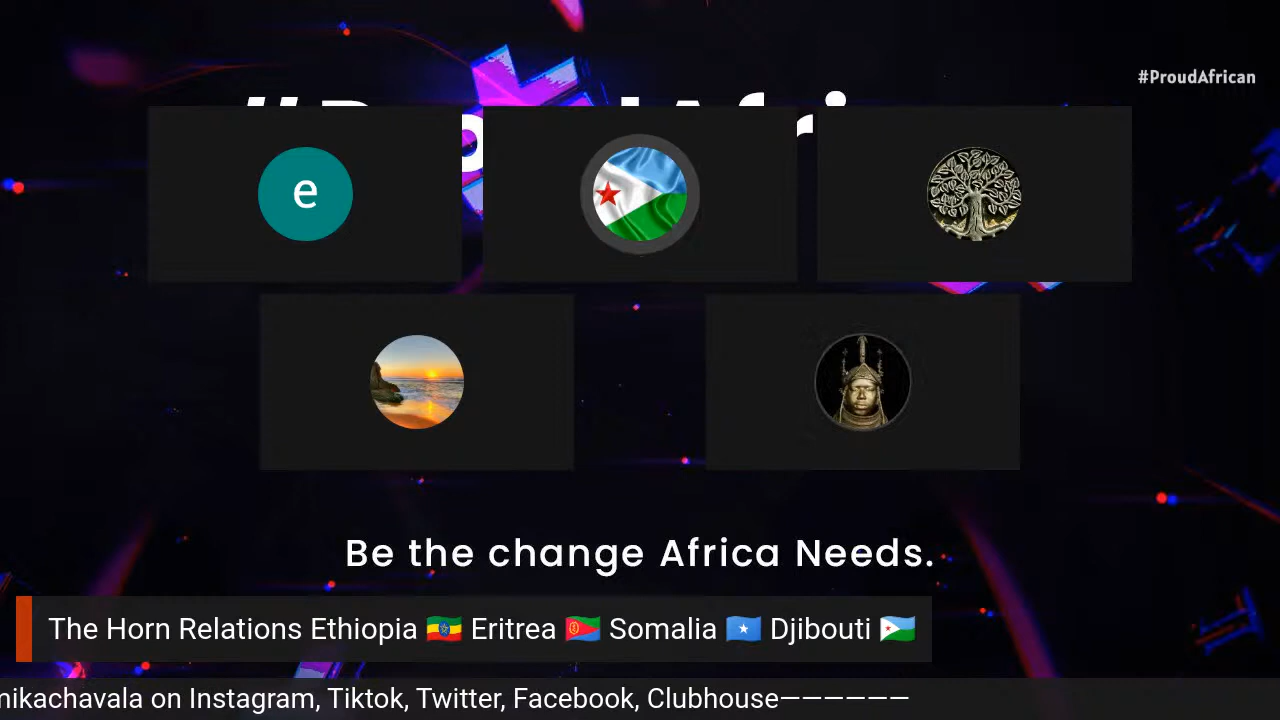 #ProudAfrican
e
Be the change Africa Needs.
The Horn Relations Ethiopia 🇪🇹 Eritrea 🇪🇷 Somalia 🇸🇴 Djibouti 🇩🇯
nikachavala on Instagram, Tiktok, Twitter, Facebook, Clubhouse——————